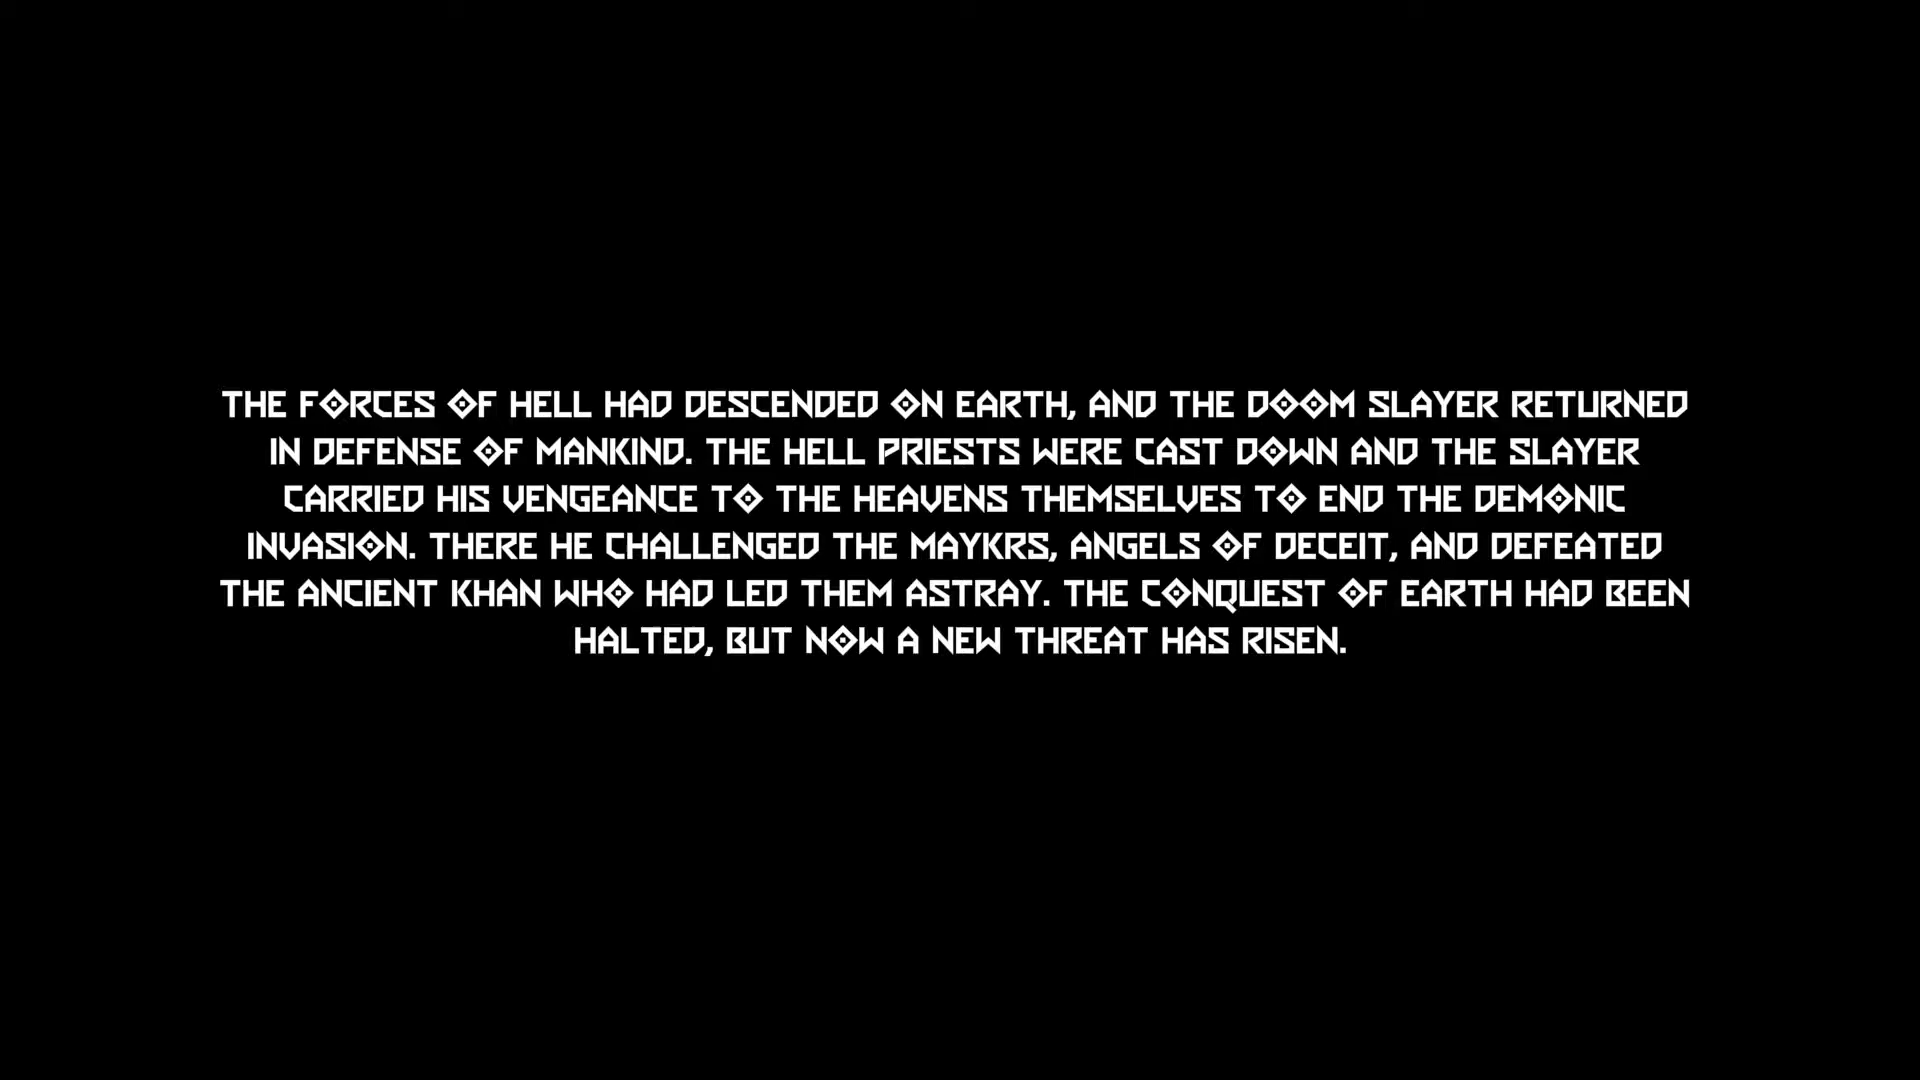 THE FORCES OF HELL HAD DESCENDED ON EARTH, AND THE DOOM SLAYER RETURNED
IN DEFENSE OF MANKIND. THE HELL PRIESTS WERE CAST DOWN AND THE SLAYER
CARRIED HIS VENGEANCE TO THE HEAVENS THEMSELVES TO END THE DEMONIC
INVASION. THERE HE CHALLENGED THE MAYKRS, ANGELS OF DECEIT, AND DEFEATED
THE ANCIENT KHAN WHO HAD LED THEM ASTRAY. THE CONQUEST OF EARTH HAD BEEN
HALTED, BUT NOW A NEW THREAT HAS RISEN.